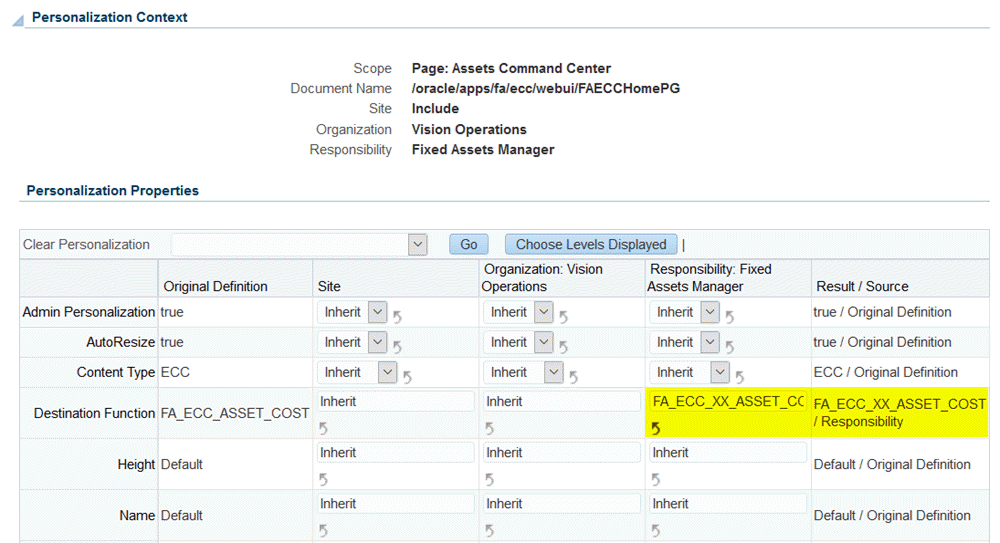 Personalization Context
Scope Page: Assets Command Center
Document Name /oracle/apps/fa/ecc/webui/FAECCHomePG
Site Include
Organization Vision Operations
Responsibility Fixed Assets Manager
Personalization Properties
Clear Personalization Go Choose Levels Displayed |
Organization: Vision Responsibility: Fixed
Original Definition Site Operations Assets Manager Result / Source
Admin Personalization true Inherit Inherit Inherit true / Original Definition
AutoResize true Inherit Inherit Inherit true / Original Definition
Content Type ECC Inherit Inherit Inherit ECC / Original Definition
Inherit Inherit FA_ECC_XX_ASSET_CO FA_ECC_XX_ASSET_COST
Destination Function FA_ECC_ASSET_COST / Responsibility
Inherit Inherit Inherit
Height Default Default / Original Definition
Inherit Inherit Inherit
Name Default Default / Original Definition